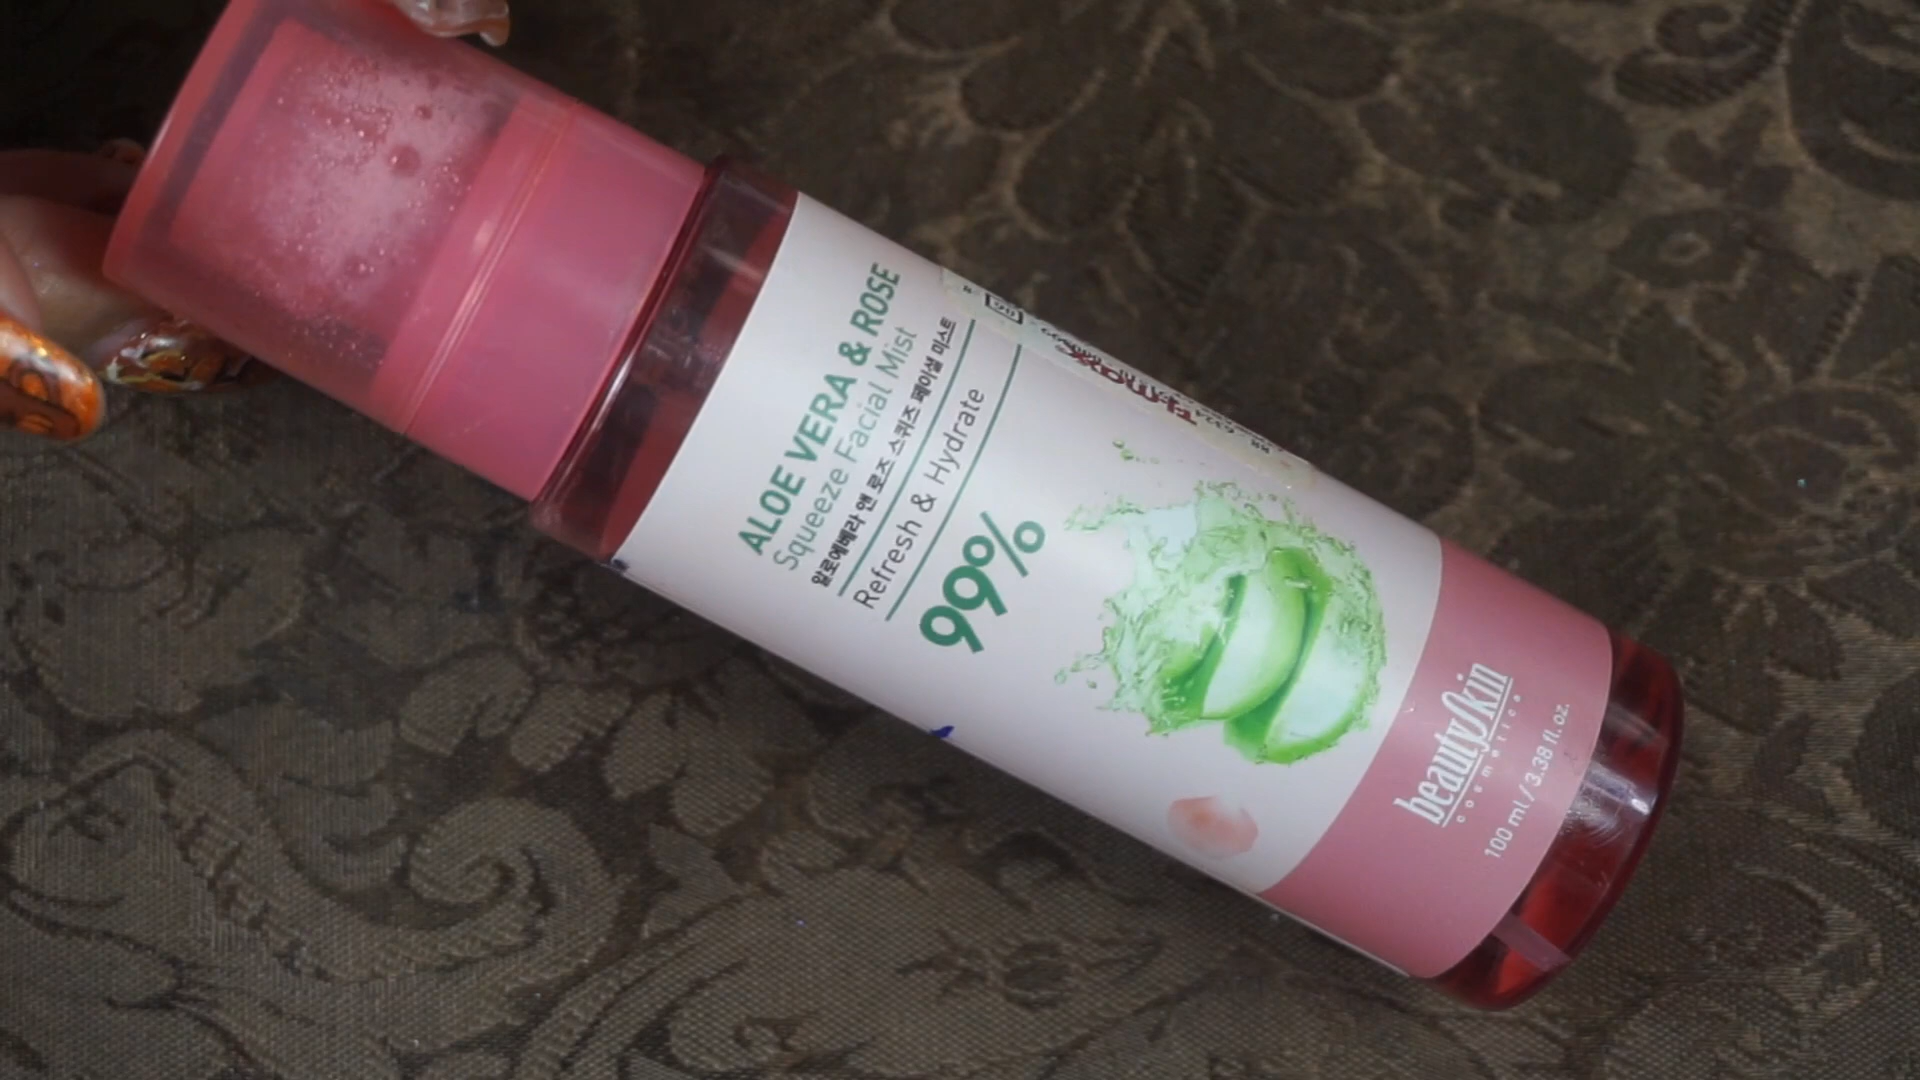 ALOE VERA & ROSE
Squeeze Facial Mist
알로에베라 앤 로즈 스퀴즈 페이셜 미스트
Refresh & Hydrate
99%
beautyskin
cosmetics
100 ml / 3.38 fl. oz.